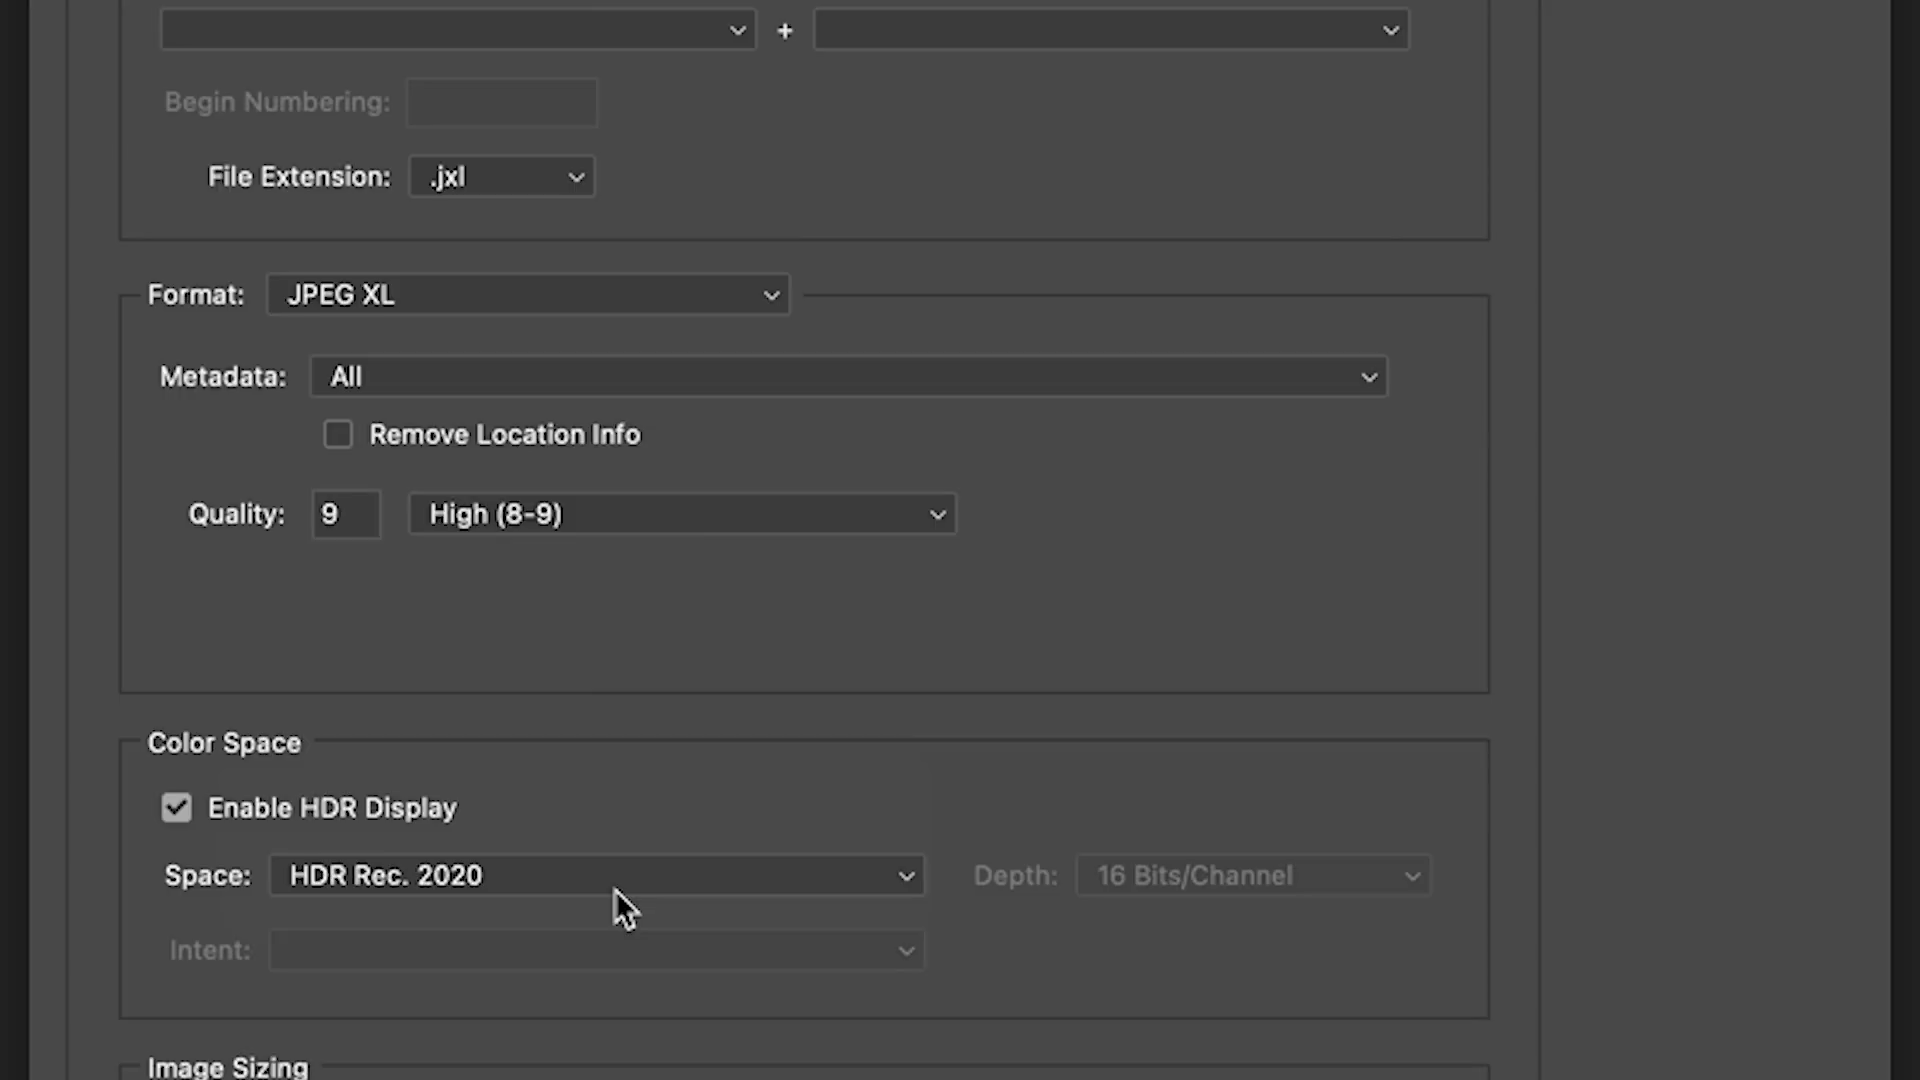 +
Begin Numbering:
File Extension: .jxl
Format: JPEG XL
Metadata: All
Remove Location Info
Quality: 9 High (8-9)
Color Space
Enable HDR Display
Space: HDR Rec. 2020 Depth: 16 Bits/Channel
Intent:
Image Sizing